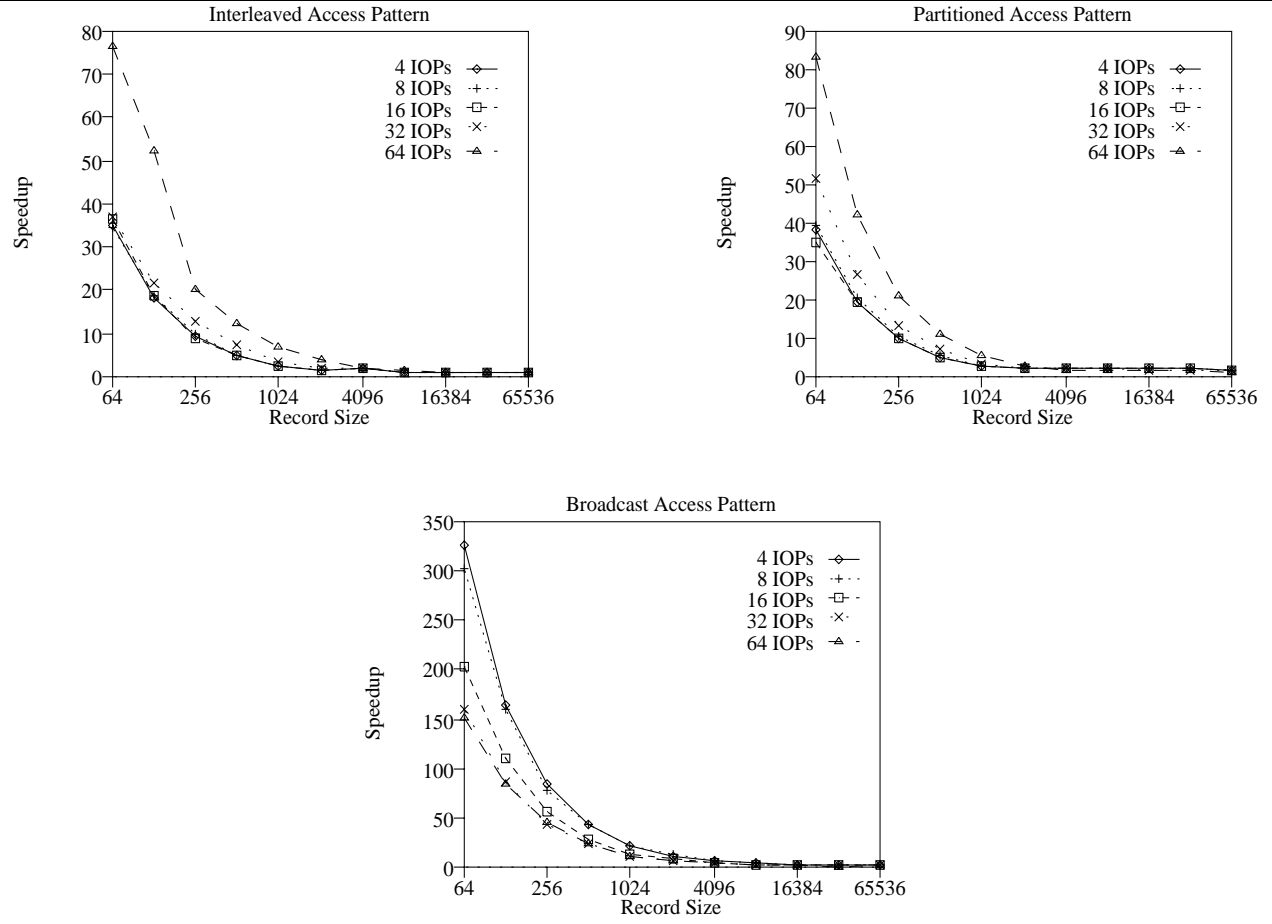 Interleaved Access Pattern
80
70
60
50
40
30
20
10
0
Speedup
4 IOPs
8 IOPs
16 IOPs
32 IOPs
64 IOPs
64 256 1024 4096 16384 65536
Record Size
Partitioned Access Pattern
90
80
70
60
50
40
30
20
10
0
Speedup
4 IOPs
8 IOPs
16 IOPs
32 IOPs
64 IOPs
64 256 1024 4096 16384 65536
Record Size
Broadcast Access Pattern
350
300
250
200
150
100
50
0
Speedup
4 IOPs
8 IOPs
16 IOPs
32 IOPs
64 IOPs
64 256 1024 4096 16384 65536
Record Size